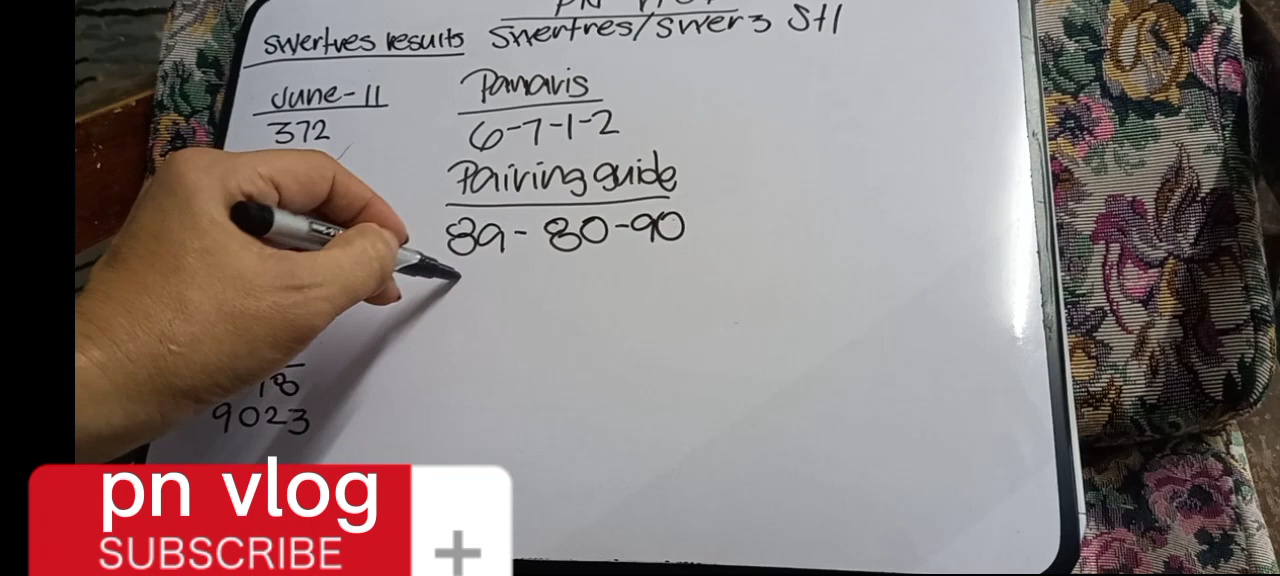 swertres results swertres/swer3 Stl
June-11
372
Pamaris
6-7-1-2
Pairing guide
89-80-90
18
9023
pn vlog
SUBSCRIBE +